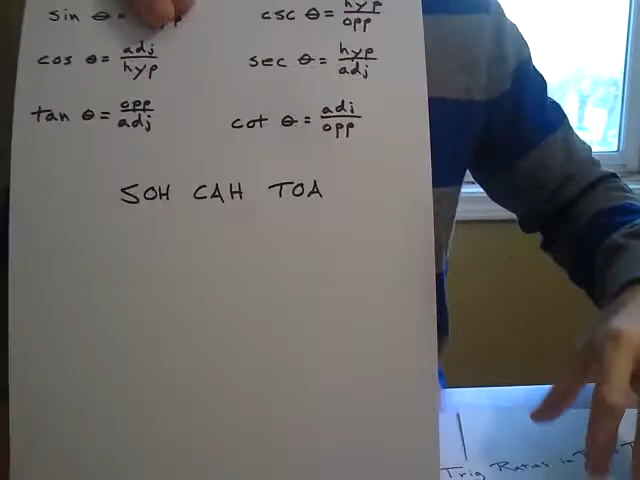 sin θ = csc θ = hyp/opp
cos θ = adj/hyp sec θ = hyp/adj
tan θ = opp/adj cot θ = adj/opp
SOH CAH TOA
Trig Ratios in